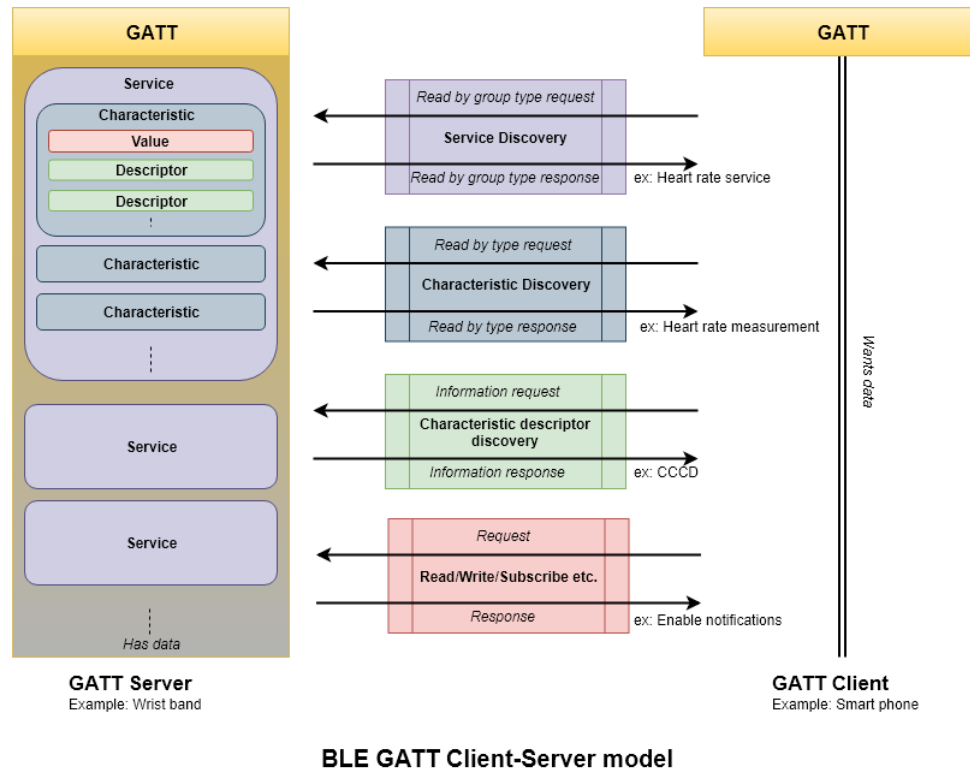 GATT
GATT
Service
Characteristic
Value
Descriptor
Descriptor
Characteristic
Characteristic
Service
Service
Has data
Read by group type request
Service Discovery
Read by group type response
ex: Heart rate service
Read by type request
Characteristic Discovery
Read by type response
ex: Heart rate measurement
Information request
Characteristic descriptor
discovery
Information response
ex: CCCD
Request
Read/Write/Subscribe etc.
Response
ex: Enable notifications
Wants data
GATT Server
Example: Wrist band
GATT Client
Example: Smart phone
BLE GATT Client-Server model